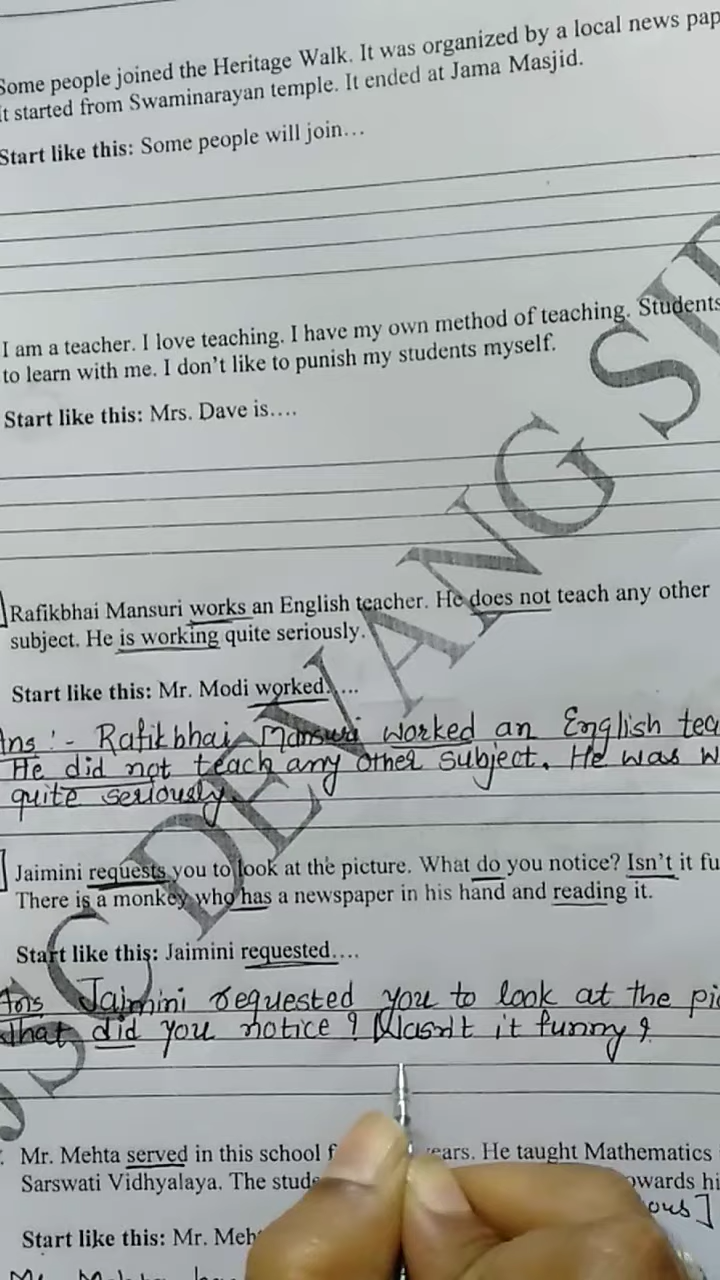 Some people joined the Heritage Walk. It was organized by a local news pap
It started from Swaminarayan temple. It ended at Jama Masjid.
Start like this: Some people will join...
I am a teacher. I love teaching. I have my own method of teaching. Students
to learn with me. I don't like to punish my students myself.
Start like this: Mrs. Dave is....
Rafikbhai Mansuri works an English teacher. He does not teach any other
subject. He is working quite seriously.
Start like this: Mr. Modi worked....
Ans :- Rafikbhai Mansuri worked an English tea
He did not teach any other subject. He was w
quite seriously.
Jaimini requests you to look at the picture. What do you notice? Isn't it fu
There is a monkey who has a newspaper in his hand and reading it.
Start like this: Jaimini requested....
Ans Jaimini requested you to look at the pic
What did you notice? Wasn't it funny?
Mr. Mehta served in this school f ears. He taught Mathematics
Sarswati Vidhyalaya. The stude owards hi
ous]
Start like this: Mr. Meh
DEVANG SIR